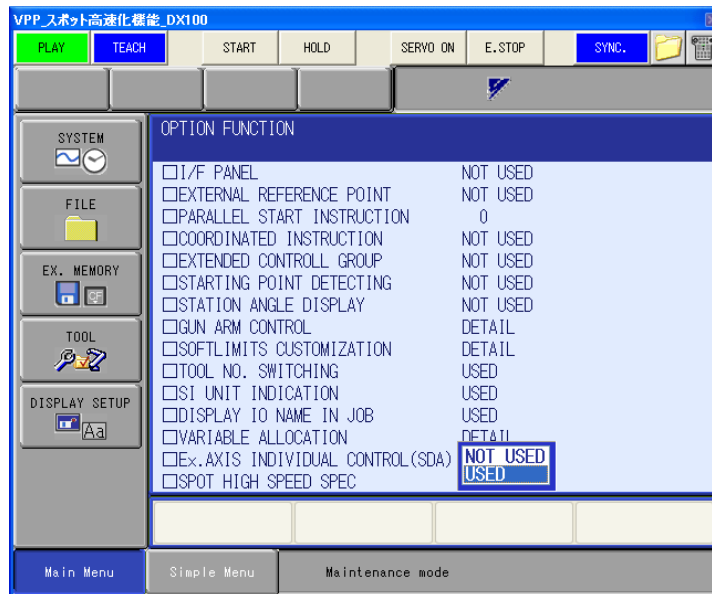 VPP_スポット高速化機能_DX100
PLAY TEACH START HOLD SERVO ON E.STOP SYNC.
OPTION FUNCTION
SYSTEM
FILE
EX. MEMORY
CF
TOOL
DISPLAY SETUP
Aa
□I/F PANEL NOT USED
□EXTERNAL REFERENCE POINT NOT USED
□PARALLEL START INSTRUCTION 0
□COORDINATED INSTRUCTION NOT USED
□EXTENDED CONTROLL GROUP NOT USED
□STARTING POINT DETECTING NOT USED
□STATION ANGLE DISPLAY NOT USED
□GUN ARM CONTROL DETAIL
□SOFTLIMITS CUSTOMIZATION DETAIL
□TOOL NO. SWITCHING USED
□SI UNIT INDICATION USED
□DISPLAY IO NAME IN JOB USED
□VARIABLE ALLOCATION DETAIL
□Ex.AXIS INDIVIDUAL CONTROL(SDA) NOT USED
□SPOT HIGH SPEED SPEC USED
Main Menu Simple Menu Maintenance mode